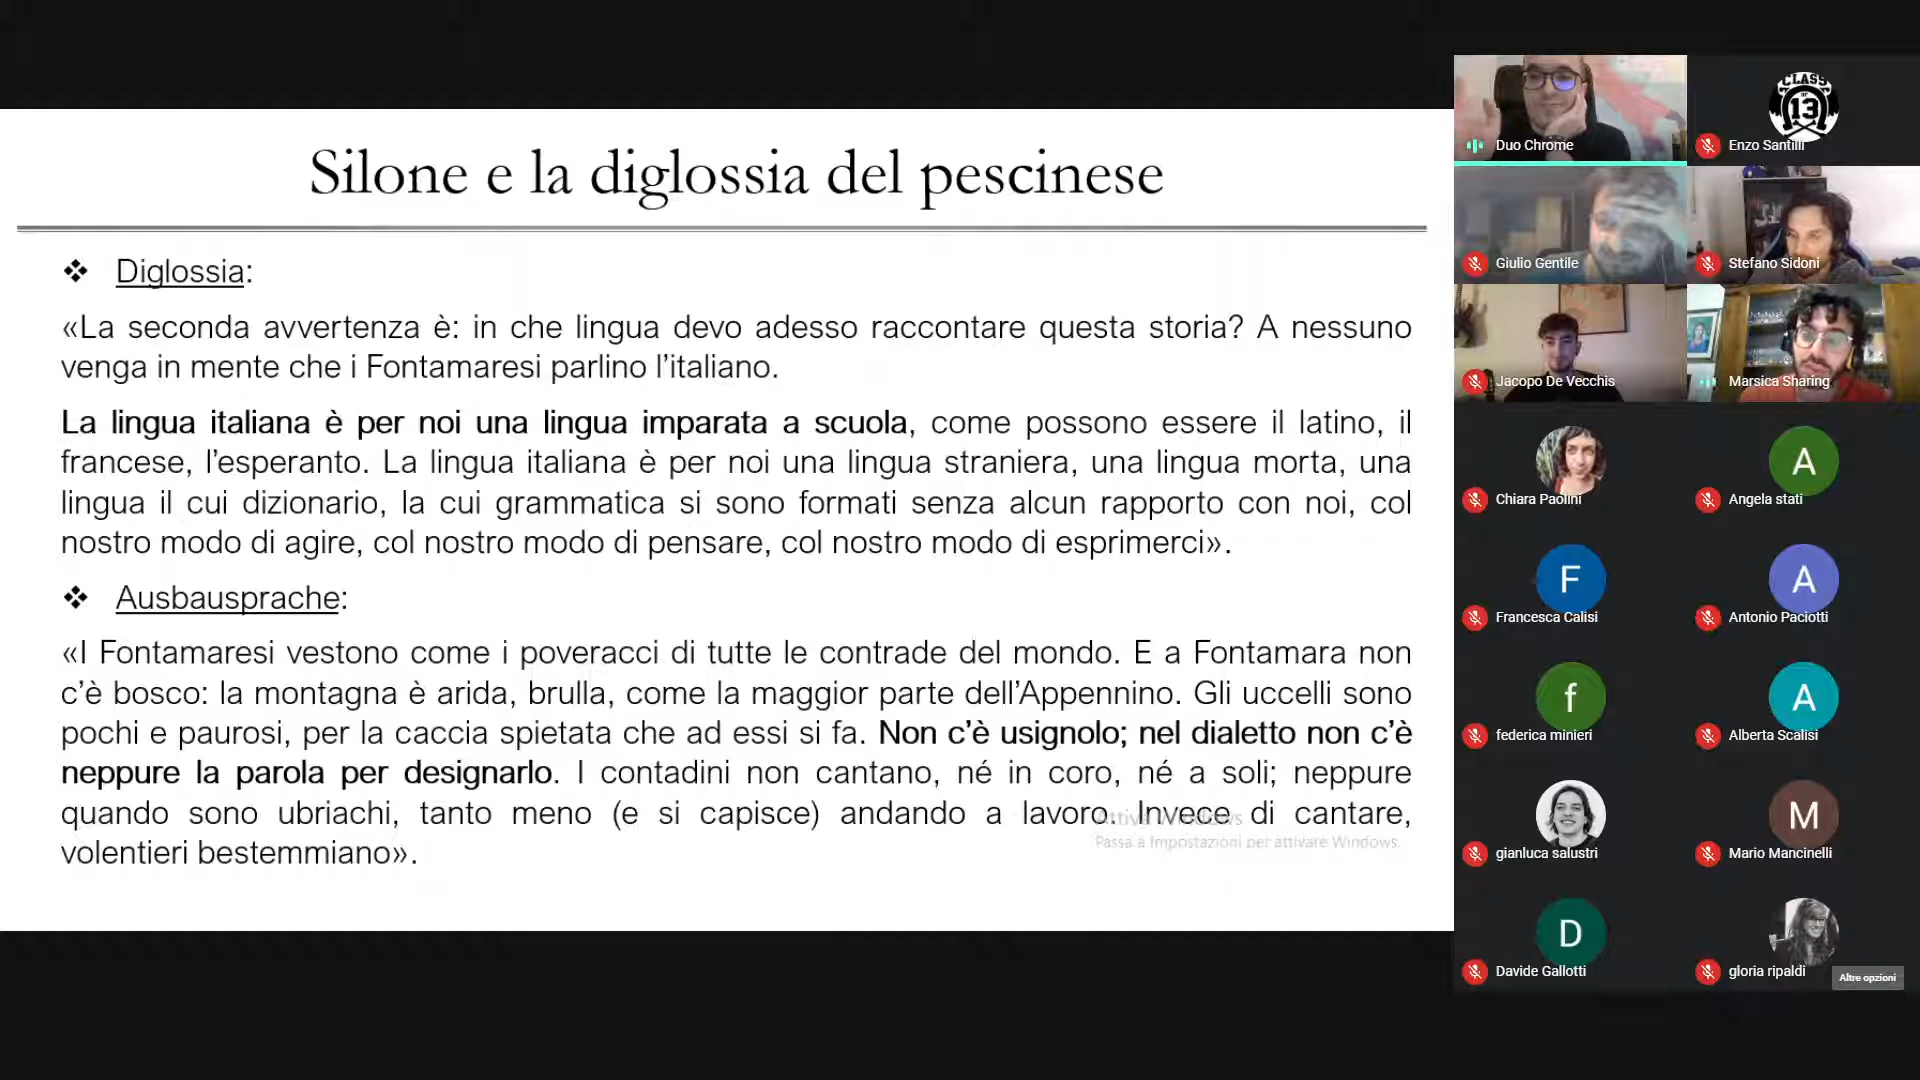 Silone e la diglossia del pescinese
❖ Diglossia:
«La seconda avvertenza è: in che lingua devo adesso raccontare questa storia? A nessuno
venga in mente che i Fontamaresi parlino l’italiano.
La lingua italiana è per noi una lingua imparata a scuola, come possono essere il latino, il
francese, l’esperanto. La lingua italiana è per noi una lingua straniera, una lingua morta, una
lingua il cui dizionario, la cui grammatica si sono formati senza alcun rapporto con noi, col
nostro modo di agire, col nostro modo di pensare, col nostro modo di esprimerci».
❖ Ausbausprache:
«I Fontamaresi vestono come i poveracci di tutte le contrade del mondo. E a Fontamara non
c’è bosco: la montagna è arida, brulla, come la maggior parte dell’Appennino. Gli uccelli sono
pochi e paurosi, per la caccia spietata che ad essi si fa. Non c’è usignolo; nel dialetto non c’è
neppure la parola per designarlo. I contadini non cantano, né in coro, né a soli; neppure
quando sono ubriachi, tanto meno (e si capisce) andando a lavoro. Invece di cantare,
volentieri bestemmiano».
Attiva Windows
Passa a Impostazioni per attivare Windows.
Duo Chrome
CLASS
OF
13
Enzo Santilli
Giulio Gentile
Stefano Sidoni
Jacopo De Vecchis
Marsica Sharing
Chiara Paolini
A
Angela stati
F
Francesca Calisi
A
Antonio Paciotti
f
federica minieri
A
Alberta Scalisi
gianluca salustri
M
Mario Mancinelli
D
Davide Gallotti
gloria ripaldi
Altre opzioni